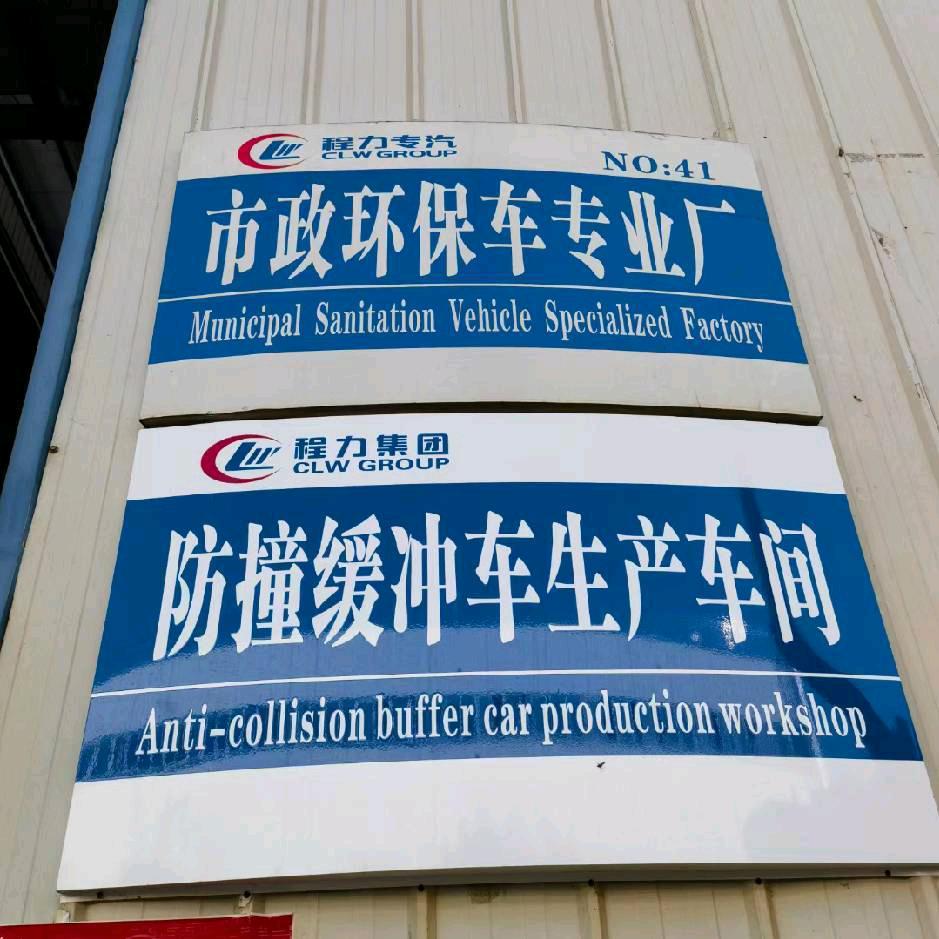 程力专汽
CLW GROUP
NO:41
市政环保车专业厂
Municipal Sanitation Vehicle Specialized Factory
程力集团
CLW GROUP
防撞缓冲车生产车间
Anti-collision buffer car production workshop